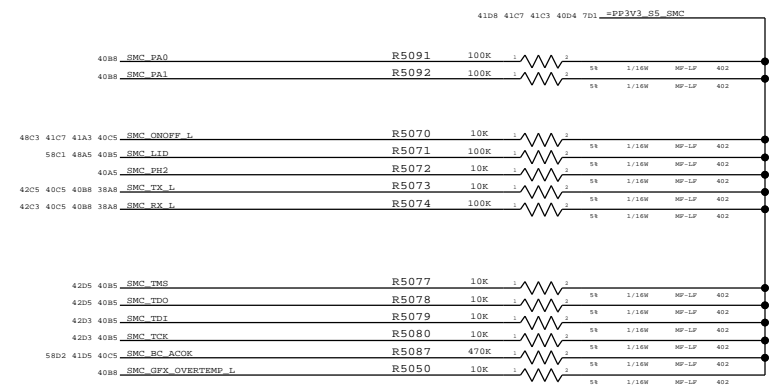 41D8 41C7 41C3 40D4 7D1 =PP3V3_S5_SMC
40B8 SMC_PA0 R5091 100K 1 2
5% 1/16W MF-LF 402
40B8 SMC_PA1 R5092 100K 1 2
5% 1/16W MF-LF 402
48C3 41C7 41A3 40C5 SMC_ONOFF_L R5070 10K 1 2
5% 1/16W MF-LF 402
58C1 48A5 40B5 SMC_LID R5071 100K 1 2
5% 1/16W MF-LF 402
40A5 SMC_PH2 R5072 10K 1 2
5% 1/16W MF-LF 402
42C5 40C5 40B8 38A8 SMC_TX_L R5073 10K 1 2
5% 1/16W MF-LF 402
42C3 40C5 40B8 38A8 SMC_RX_L R5074 100K 1 2
5% 1/16W MF-LF 402
42D5 40B5 SMC_TMS R5077 10K 1 2
5% 1/16W MF-LF 402
42D5 40B5 SMC_TDO R5078 10K 1 2
5% 1/16W MF-LF 402
42D3 40B5 SMC_TDI R5079 10K 1 2
5% 1/16W MF-LF 402
42D3 40B5 SMC_TCK R5080 10K 1 2
5% 1/16W MF-LF 402
58D2 41D5 40C5 SMC_BC_ACOK R5087 470K 1 2
5% 1/16W MF-LF 402
40B8 SMC_GFX_OVERTEMP_L R5050 10K 1 2
5% 1/16W MF-LF 402